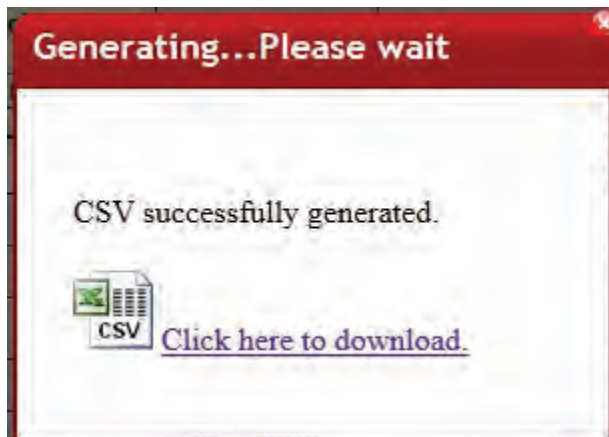 Generating...Please wait
CSV successfully generated.
CSV
Click here to download.